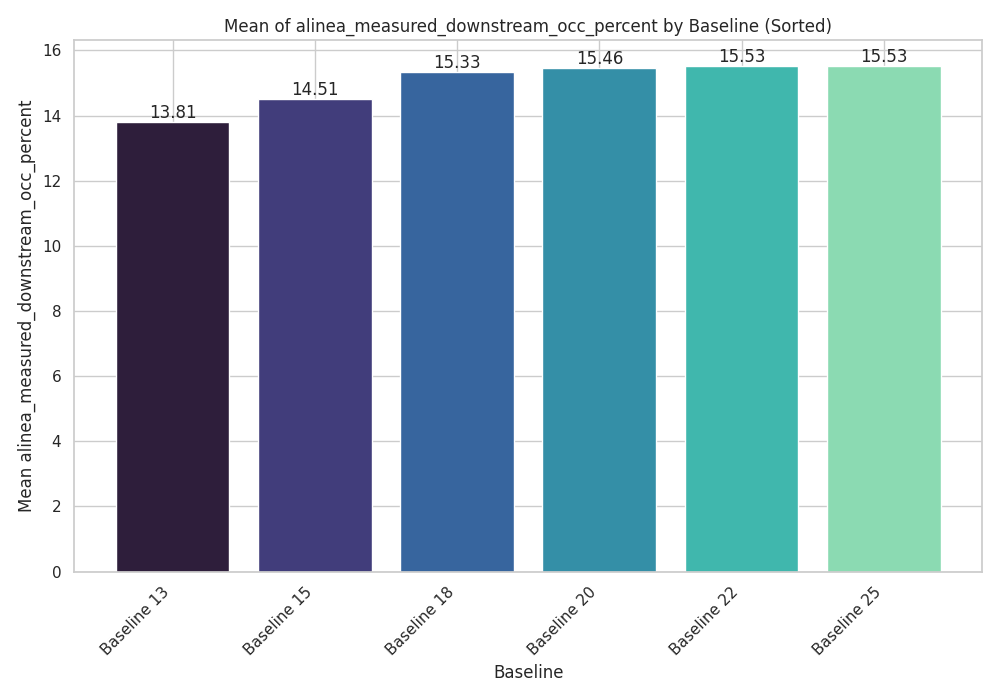 Mean of alinea_measured_downstream_occ_percent by Baseline (Sorted)
Mean alinea_measured_downstream_occ_percent
16
14
12
10
8
6
4
2
0
13.81
14.51
15.33
15.46
15.53
15.53
Baseline 13
Baseline 15
Baseline 18
Baseline 20
Baseline 22
Baseline 25
Baseline